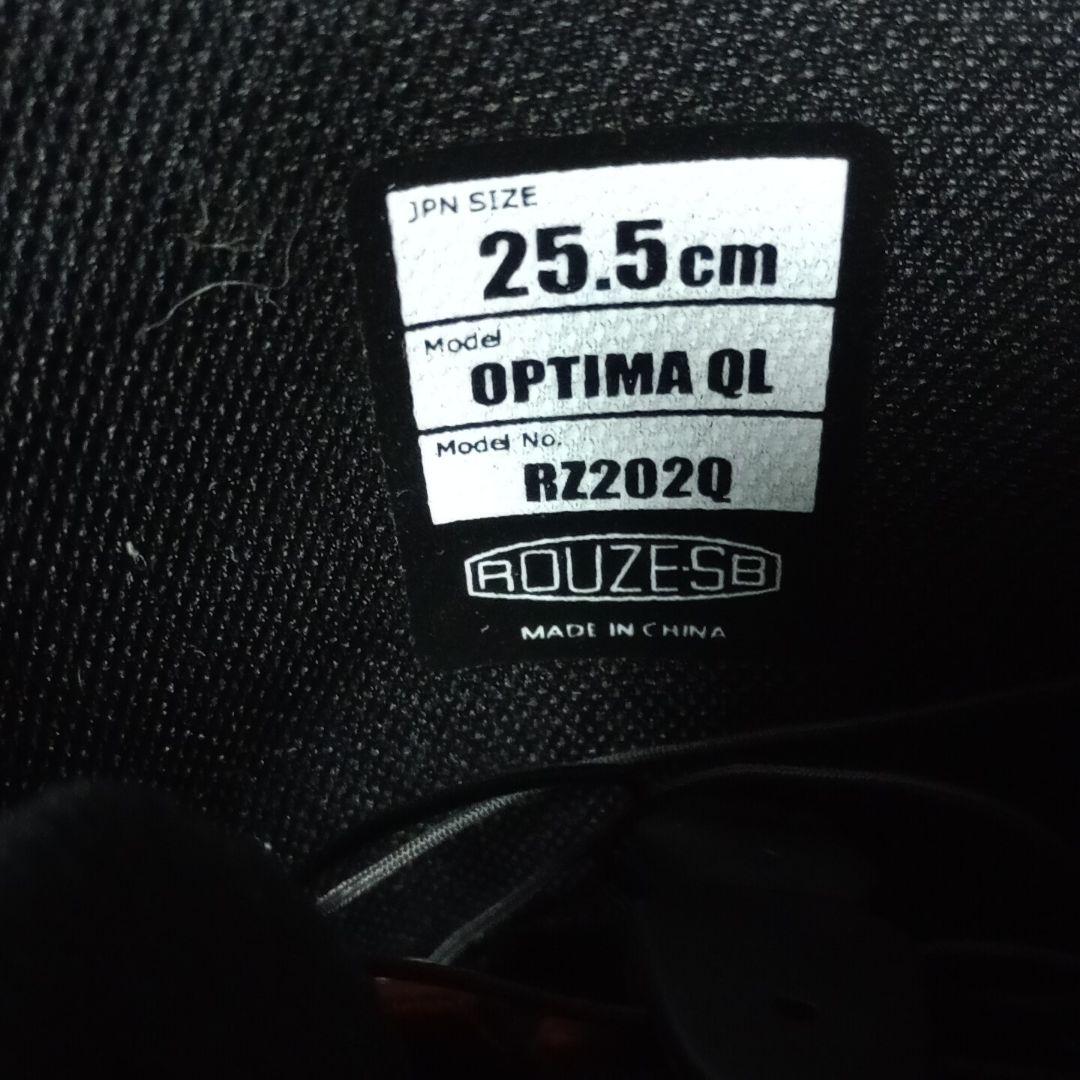 JPN SIZE
25.5cm
Model
OPTIMA QL
Model No.
RZ202Q
ROUZE·SB
MADE IN CHINA